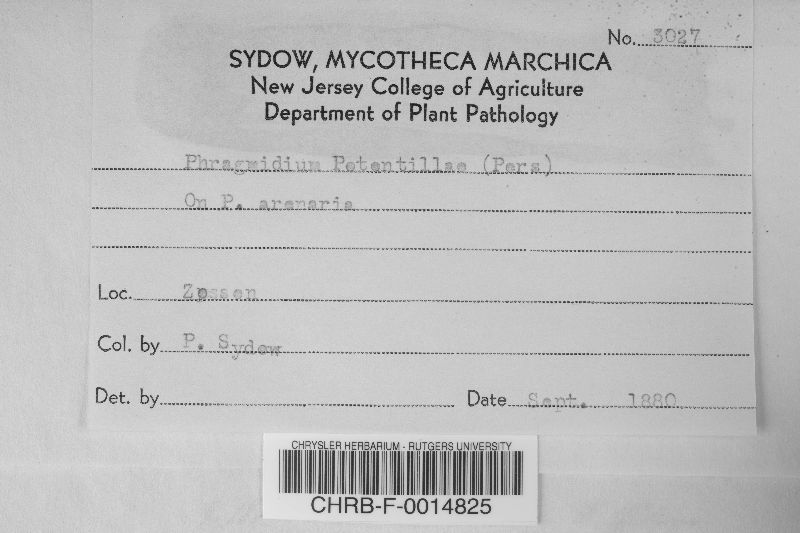 No. 3027
SYDOW, MYCOTHECA MARCHICA
New Jersey College of Agriculture
Department of Plant Pathology
Phragmidium Potentillae (Pers)
On P. arenaria
Loc. Zossen
Col. by P. Sydow
Det. by
Date Sept. 1880
CHRYSLER HERBARIUM - RUTGERS UNIVERSITY
CHRB-F-0014825